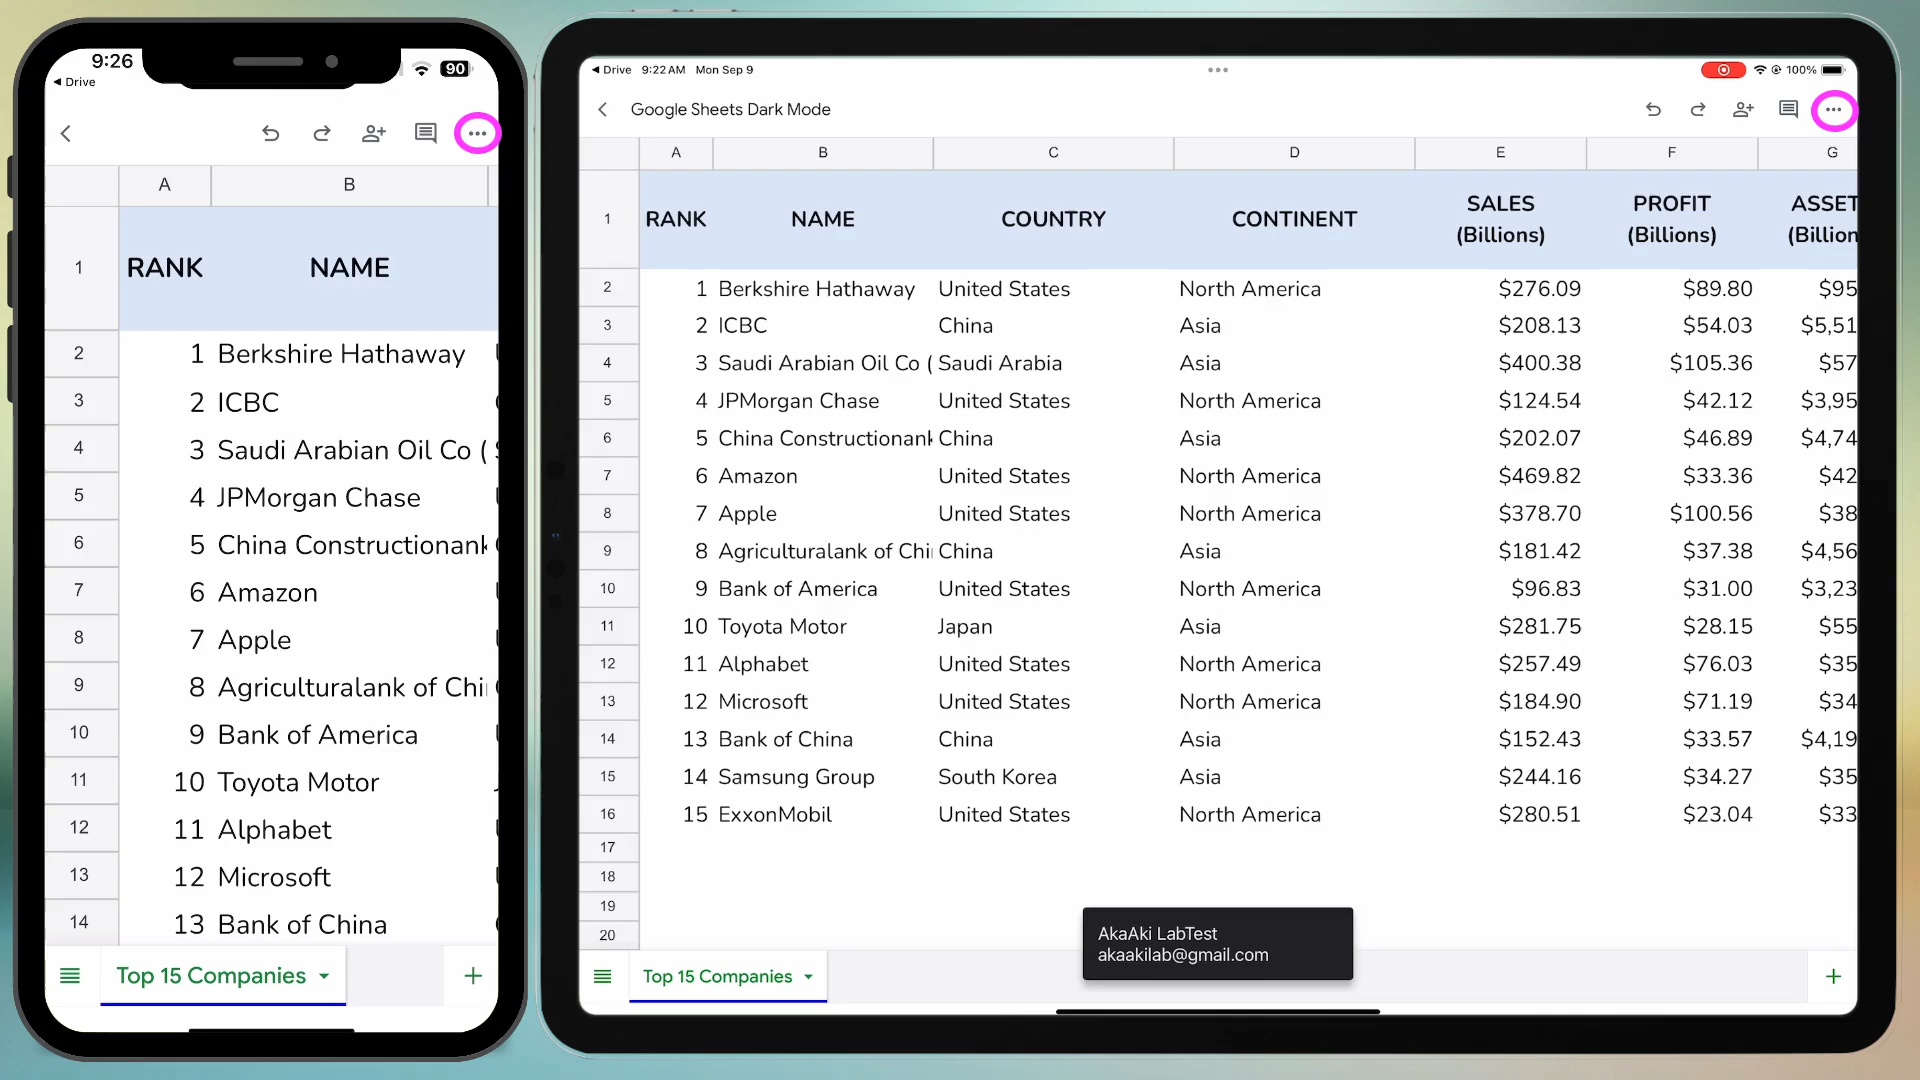 9:26
90
Drive
A B
1 RANK NAME
2 1 Berkshire Hathaway
3 2 ICBC
4 3 Saudi Arabian Oil Co (
5 4 JPMorgan Chase
6 5 China Constructionank
7 6 Amazon
8 7 Apple
9 8 Agriculturalank of Chi
10 9 Bank of America
11 10 Toyota Motor
12 11 Alphabet
13 12 Microsoft
14 13 Bank of China
Top 15 Companies
Drive 9:22 AM Mon Sep 9 100%
Google Sheets Dark Mode
A B C D E F G
1 RANK NAME COUNTRY CONTINENT SALES (Billions) PROFIT (Billions) ASSET (Billion
2 1 Berkshire Hathaway United States North America $276.09 $89.80 $95
3 2 ICBC China Asia $208.13 $54.03 $5,51
4 3 Saudi Arabian Oil Co ( Saudi Arabia Asia $400.38 $105.36 $57
5 4 JPMorgan Chase United States North America $124.54 $42.12 $3,95
6 5 China Constructionank China Asia $202.07 $46.89 $4,74
7 6 Amazon United States North America $469.82 $33.36 $42
8 7 Apple United States North America $378.70 $100.56 $38
9 8 Agriculturalank of Chi China Asia $181.42 $37.38 $4,56
10 9 Bank of America United States North America $96.83 $31.00 $3,23
11 10 Toyota Motor Japan Asia $281.75 $28.15 $55
12 11 Alphabet United States North America $257.49 $76.03 $35
13 12 Microsoft United States North America $184.90 $71.19 $34
14 13 Bank of China China Asia $152.43 $33.57 $4,19
15 14 Samsung Group South Korea Asia $244.16 $34.27 $35
16 15 ExxonMobil United States North America $280.51 $23.04 $33
17
18
19
20
AkaAki LabTest
akaakilab@gmail.com
Top 15 Companies